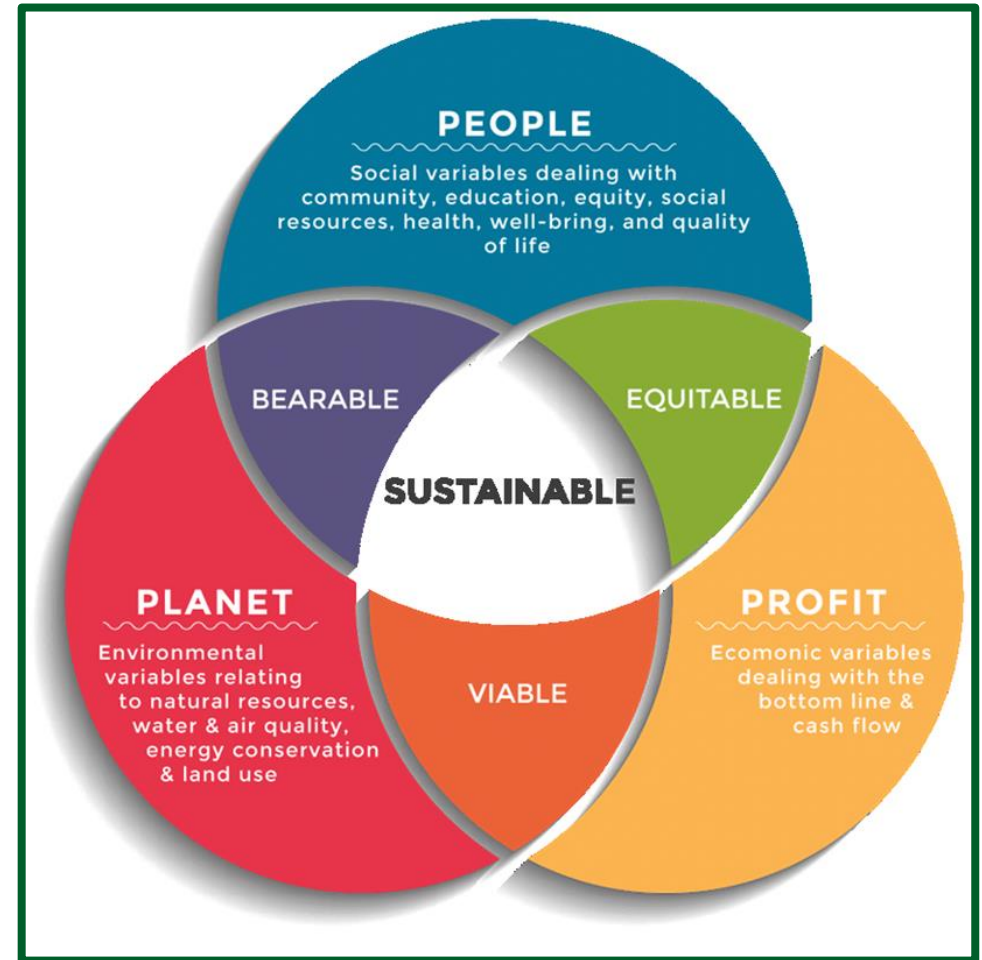 PEOPLE
Social variables dealing with
community, education, equity, social
resources, health, well-bring, and quality
of life
BEARABLE
EQUITABLE
SUSTAINABLE
PLANET
Environmental
variables relating
to natural resources,
water & air quality,
energy conservation
& land use
VIABLE
PROFIT
Ecomonic variables
dealing with the
bottom line &
cash flow